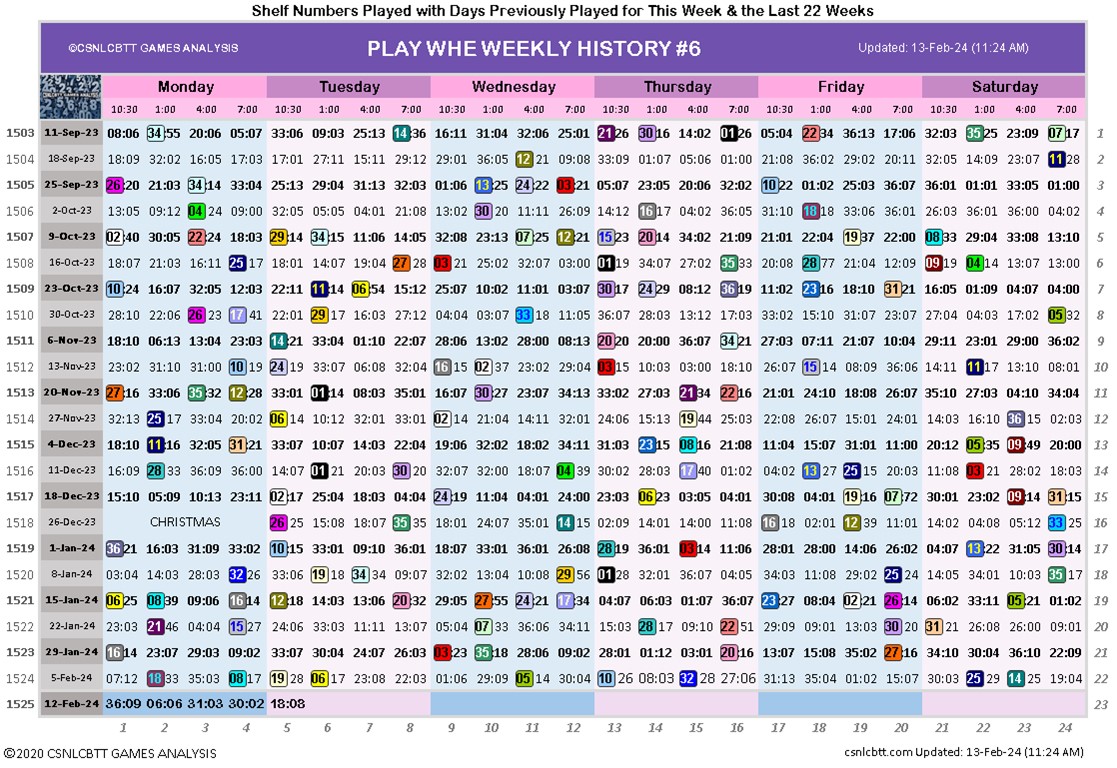 Shelf Numbers Played with Days Previously Played for This Week & the Last 22 Weeks
©CSNLCBTT GAMES ANALYSIS PLAY WHE WEEKLY HISTORY #6 Updated: 13-Feb-24 (11:24 AM)
Monday Tuesday Wednesday Thursday Friday Saturday
10:30 1:00 4:00 7:00 10:30 1:00 4:00 7:00 10:30 1:00 4:00 7:00 10:30 1:00 4:00 7:00 10:30 1:00 4:00 7:00 10:30 1:00 4:00 7:00
1503 11-Sep-23 08:06 34:55 20:06 05:07 33:06 09:03 25:13 14:36 16:11 31:04 32:06 25:01 21:26 30:16 14:02 01:26 05:04 22:34 36:13 17:06 32:03 35:25 23:09 07:17 1
1504 18-Sep-23 18:09 32:02 16:05 17:03 17:01 27:11 15:11 29:12 29:01 36:05 12 21 09:08 33:09 01:07 05:06 01:00 21:08 36:02 29:02 20:11 32:05 14:09 23:07 11 28 2
1505 25-Sep-23 26:20 21:03 34:14 33:04 25:13 29:04 31:13 32:03 01:06 13:25 24:22 03:21 05:07 23:05 20:06 32:02 10:22 01:02 25:03 36:07 36:01 01:01 33:05 01:00 3
1506 2-Oct-23 13:05 09:12 04 24 09:00 32:05 05:05 04:01 21:08 13:02 30 20 11:11 26:09 14:12 16 17 04:02 36:05 31:10 18 18 33:06 36:01 26:03 36:01 36:00 04:01 4
1507 9-Oct-23 02:40 30:05 22:24 18:03 29:14 34:15 11:06 14:05 32:08 23:13 07:25 12:21 15:23 20:14 34:02 21:09 21:01 22:04 19:37 22:00 08:33 29:04 33:08 13:10 5
1508 16-Oct-23 18:07 21:03 16:11 25 17 18:01 14:07 19:04 27 28 03 21 25:02 32:07 03:00 01 19 34:07 27:02 35 33 13:08 28 77 21:04 12:09 09 19 04 14 13:07 13:00 6
1509 23-Oct-23 10:24 16:07 32:05 12:03 22:11 11:14 06:54 15:12 25:07 10:02 11:01 03:07 30:17 24:29 08:12 36:19 11:08 23:16 18:10 31:21 16:05 01:09 04:07 04:00 7
1510 30-Oct-23 28:10 22:06 26 23 17 41 22:01 29 17 16:03 27:12 04:04 03:07 33 18 11:05 36:07 28:03 13:12 17:03 33:02 15:10 31:07 23:07 27:04 04:03 17:02 05 32 8
1511 6-Nov-23 18:10 06:13 13:04 23:03 14:21 33:04 01:10 22:07 28:06 13:02 28:00 08:13 20:20 20:00 36:07 34:21 27:03 07:11 21:07 10:04 29:11 23:01 29:00 36:02 9
1512 13-Nov-23 23:02 31:10 31:00 10 19 24 19 33:07 06:08 32:04 16 15 02 37 23:02 29:04 03 15 10:03 03:00 18:10 26:07 15 14 08:09 36:06 14:11 11 17 13:10 08:01 10
1513 20-Nov-23 27:16 33:06 35:32 12:28 33:01 01:14 08:03 35:01 16:07 30:27 23:07 34:13 33:02 27:03 21:34 22:16 21:01 24:10 18:08 26:07 35:10 27:03 04:10 34:04 11
1514 27-Nov-23 32:13 25 17 33:04 20:02 06 14 10:12 32:01 33:01 02 14 21:04 14:11 32:01 24:06 15:13 19 44 25:03 22:08 26:07 15:01 24:01 14:03 16:10 36 15 02:03 12
1515 4-Dec-23 18:10 11:16 32:05 31:21 33:07 10:07 14:03 22:04 19:06 32:02 18:02 34:11 31:03 23:15 08:16 21:08 11:04 15:07 13:01 11:00 20:12 05:35 09:49 20:00 13
1516 11-Dec-23 16:09 28 33 36:09 36:00 14:07 01 21 20:03 30 20 32:07 32:00 18:07 04 39 30:02 28:03 17 40 01:02 04:02 13 27 25 15 20:03 11:08 03 21 28:02 13:08 14
1517 18-Dec-23 15:10 05:09 10:13 23:11 02:17 25:04 18:03 04:04 24:19 11:04 04:01 24:00 23:03 06:23 03:05 04:01 30:08 04:01 19:16 07:72 30:01 23:02 09:14 31:15 15
1518 26-Dec-23 CHRISTMAS 26 25 15:08 18:07 35 35 18:01 24:07 35:01 14 15 02:09 14:01 14:00 11:08 16 18 02:01 12 39 11:01 14:02 04:08 05:12 33 25 16
1519 1-Jan-24 36:21 16:03 31:09 33:02 10:15 33:01 09:10 36:01 18:07 33:01 36:01 26:08 28:19 36:01 03:14 11:06 28:01 28:00 14:06 26:02 04:07 13:22 31:05 30:14 17
1520 8-Jan-24 03:04 14:03 28:03 32 26 33:06 19 18 34 34 09:07 32:02 13:04 10:08 29 56 01 28 32:01 36:07 04:05 34:03 11:08 29:02 25 24 14:05 34:01 10:03 35 17 18
1521 15-Jan-24 06:25 08:39 09:06 16:14 12:18 14:03 13:06 20:32 29:05 27:55 24:21 17:34 04:07 06:03 01:07 36:07 23:27 08:04 02:21 26:14 06:02 33:11 05:21 01:02 19
1522 22-Jan-24 23:03 21 46 04:04 15 27 24:06 33:03 11:11 13:07 05:04 07 33 36:06 34:11 15:03 28 17 09:10 22 51 29:09 09:01 13:03 30 20 31 21 26:08 26:00 09:01 20
1523 29-Jan-24 16:14 23:07 29:03 09:02 33:07 30:04 24:07 26:03 03:23 35:18 28:06 09:02 28:01 01:12 03:01 20:16 13:07 15:08 35:02 27:16 34:10 30:04 36:10 22:09 21
1524 5-Feb-24 07:12 18 33 35:03 08 17 19 28 06 17 23:08 22:03 01:06 29:09 05 14 30:04 10 26 08:03 32 28 27:06 31:13 35:04 01:02 15:07 30:03 25 29 14 25 19:04 22
1525 12-Feb-24 36:09 06:06 31:03 30:02 18:08 23
1 2 3 4 5 6 7 8 9 10 11 12 13 14 15 16 17 18 19 20 21 22 23 24
©2020 CSNLCBTT GAMES ANALYSIS csnlcbtt.com Updated: 13-Feb-24 (11:24 AM)